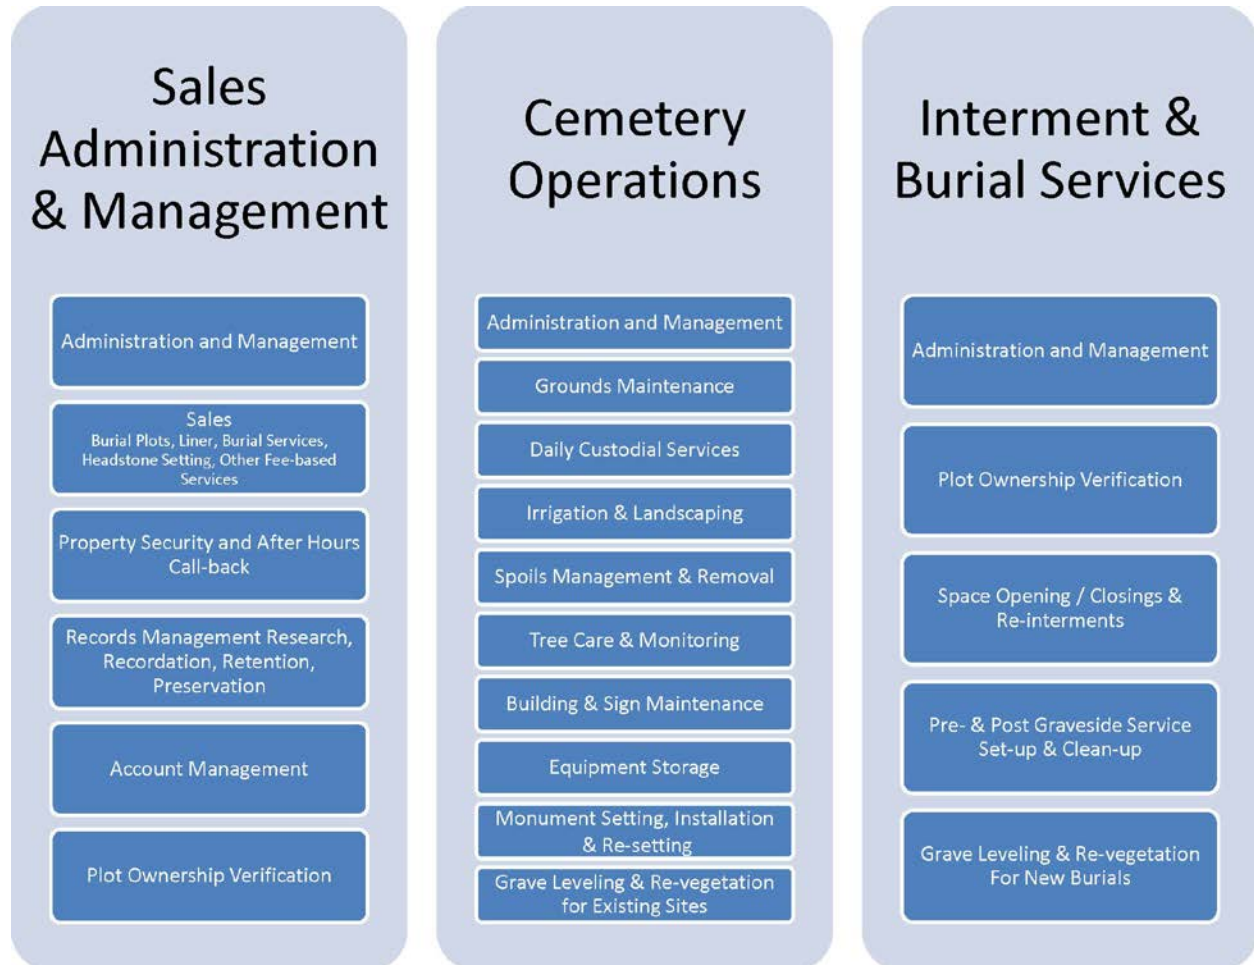 Sales
Administration
& Management
Administration and Management
Sales
Burial Plots, Liner, Burial Services,
Headstone Setting, Other Fee-based
Services
Property Security and After Hours
Call-back
Records Management Research,
Recordation, Retention,
Preservation
Account Management
Plot Ownership Verification
Cemetery
Operations
Administration and Management
Grounds Maintenance
Daily Custodial Services
Irrigation & Landscaping
Spoils Management & Removal
Tree Care & Monitoring
Building & Sign Maintenance
Equipment Storage
Monument Setting, Installation
& Re-setting
Grave Leveling & Re-vegetation
for Existing Sites
Interment &
Burial Services
Administration and Management
Plot Ownership Verification
Space Opening / Closings &
Re-interments
Pre- & Post Graveside Service
Set-up & Clean-up
Grave Leveling & Re-vegetation
For New Burials